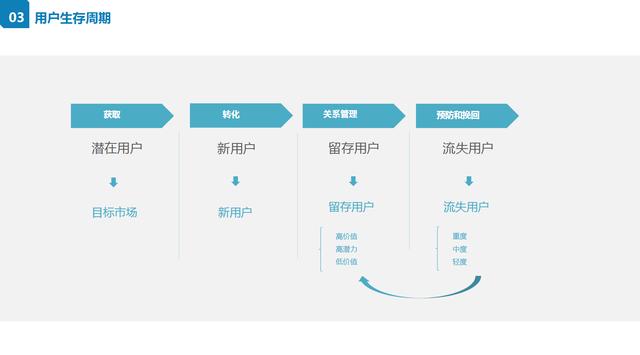 03 用户生存周期
获取 转化 关系管理 预防和挽回
潜在用户 新用户 留存用户 流失用户
目标市场 新用户 留存用户 流失用户
高价值 重度
高潜力 中度
低价值 轻度